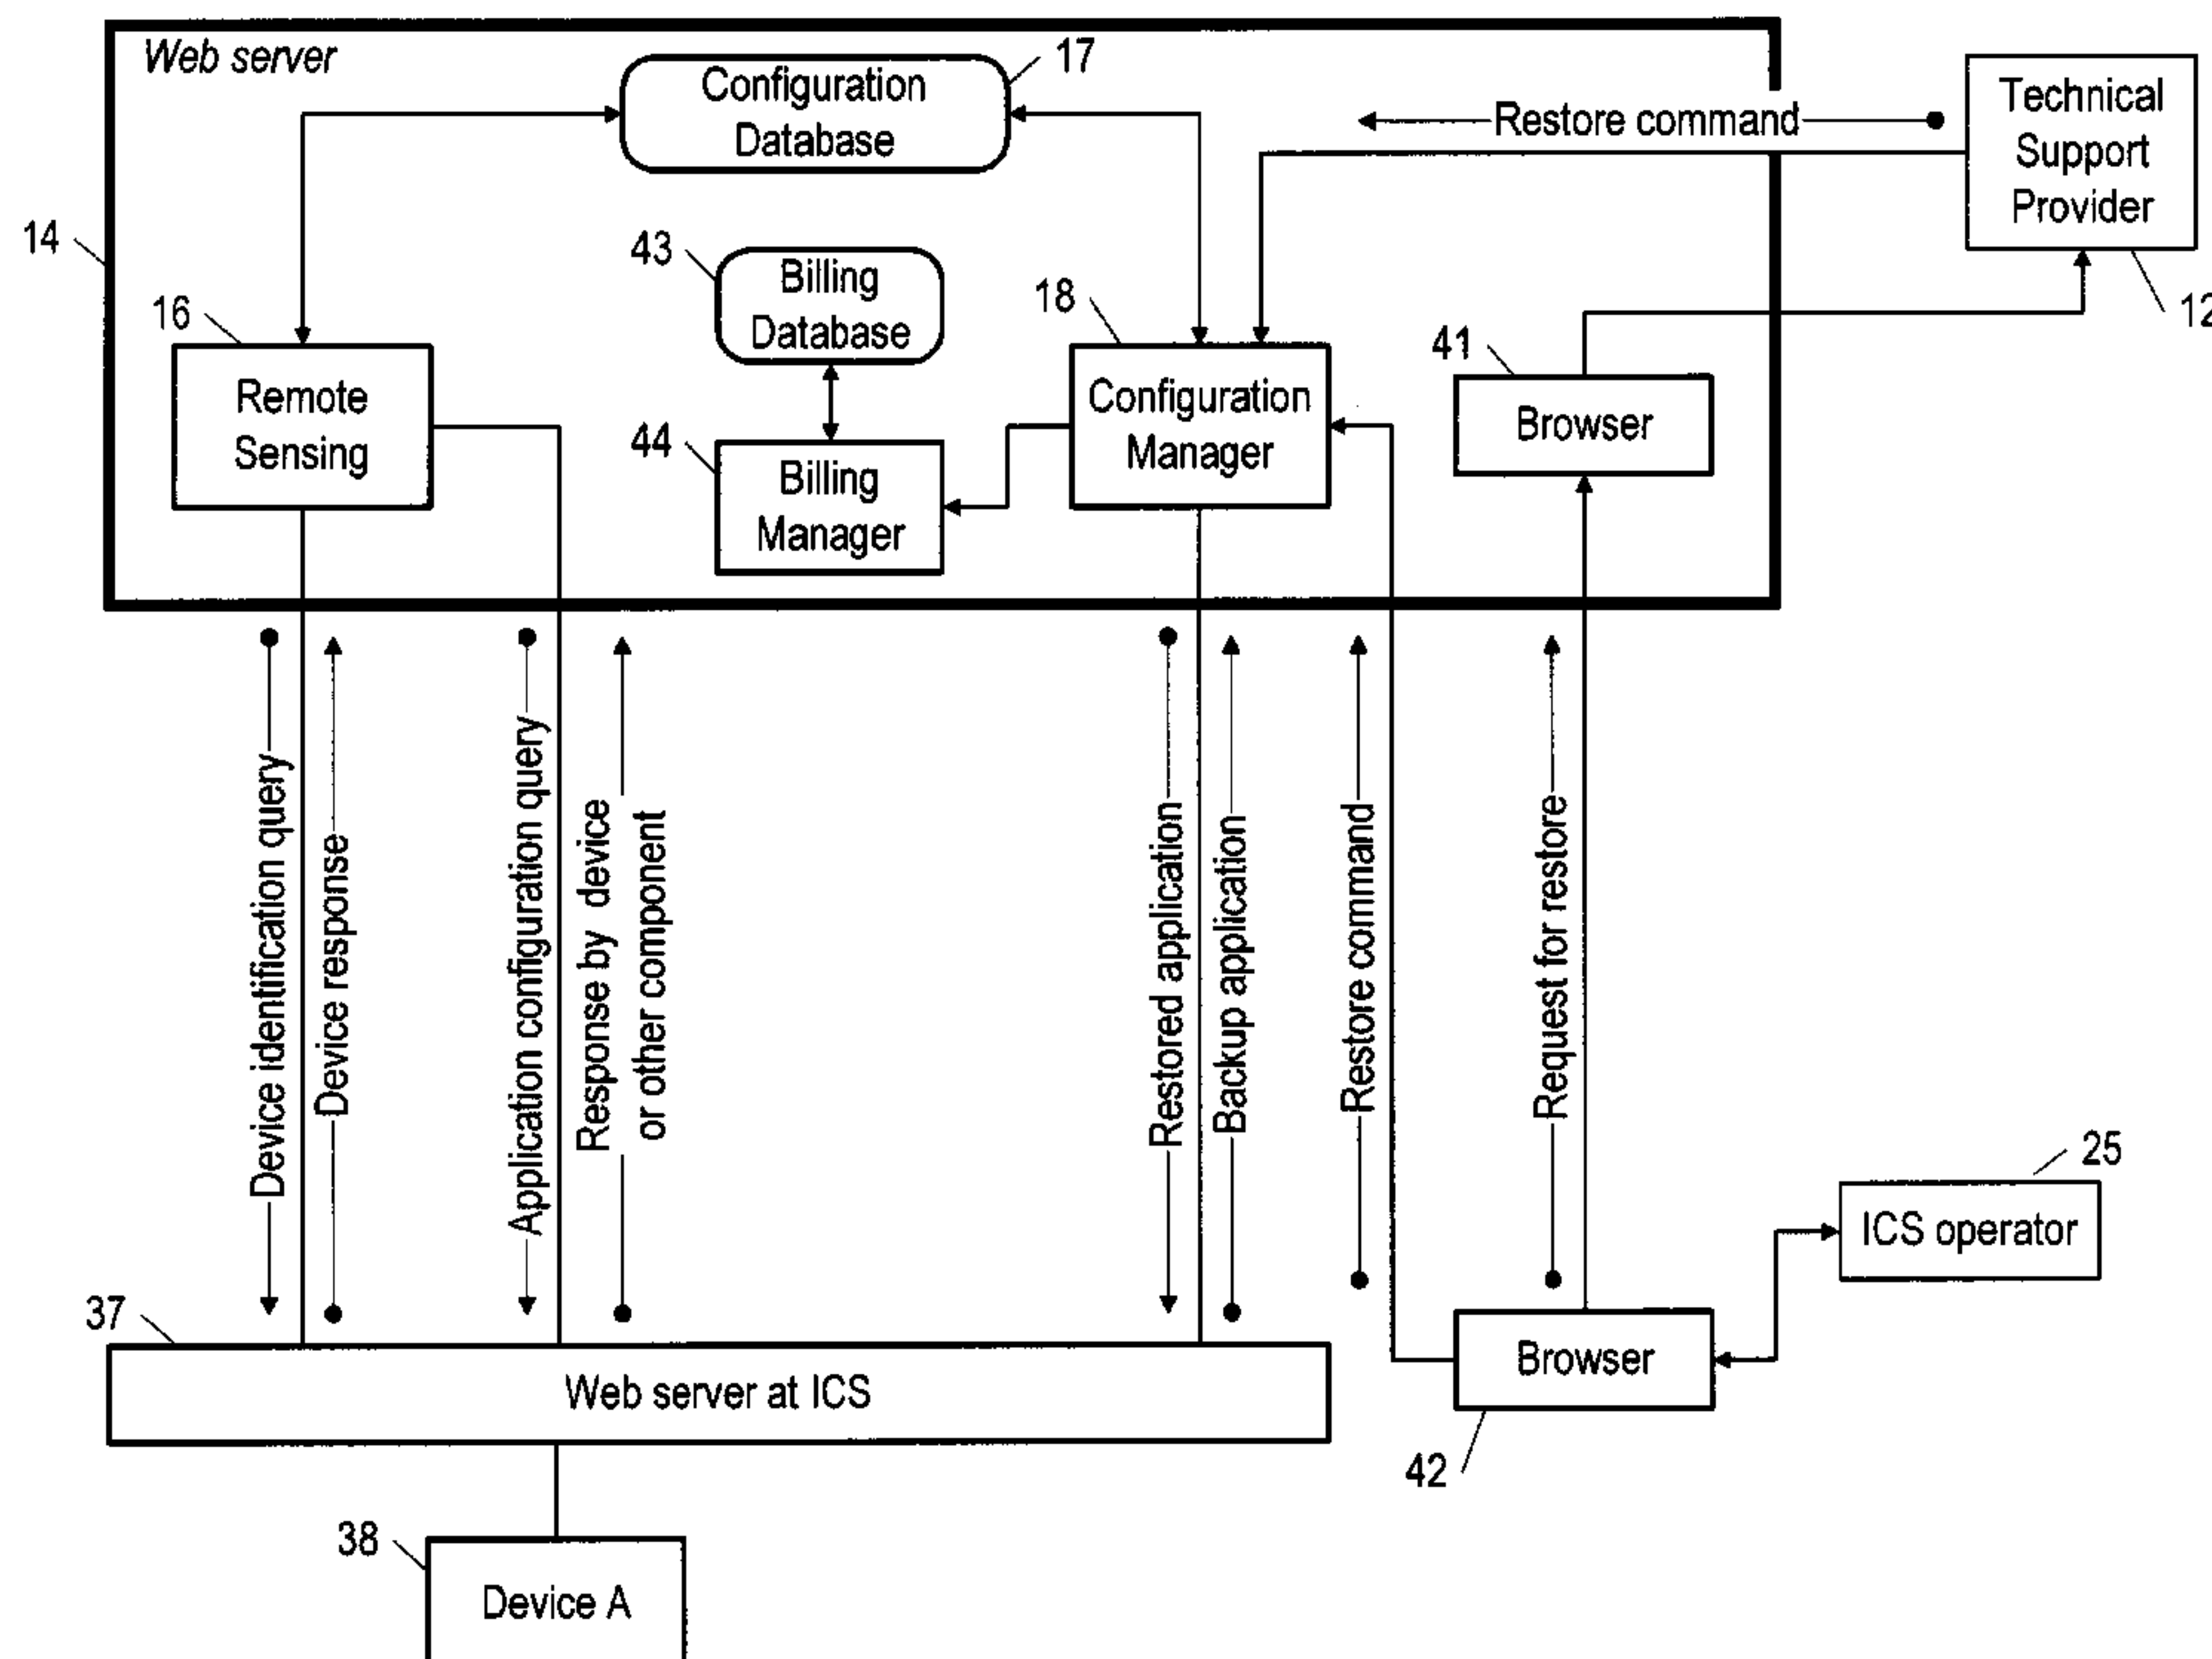 Web server
17
Configuration
Database
Restore command
Technical
Support
Provider
14
43
Billing
Database
18
12
16
41
Remote
Sensing
Configuration
Manager
Browser
44
Billing
Manager
Device identification query
Device response
Application configuration query
Response by device
or other component
Restored application
Backup application
Restore command
Request for restore
25
ICS operator
37
Web server at ICS
Browser
42
38
Device A